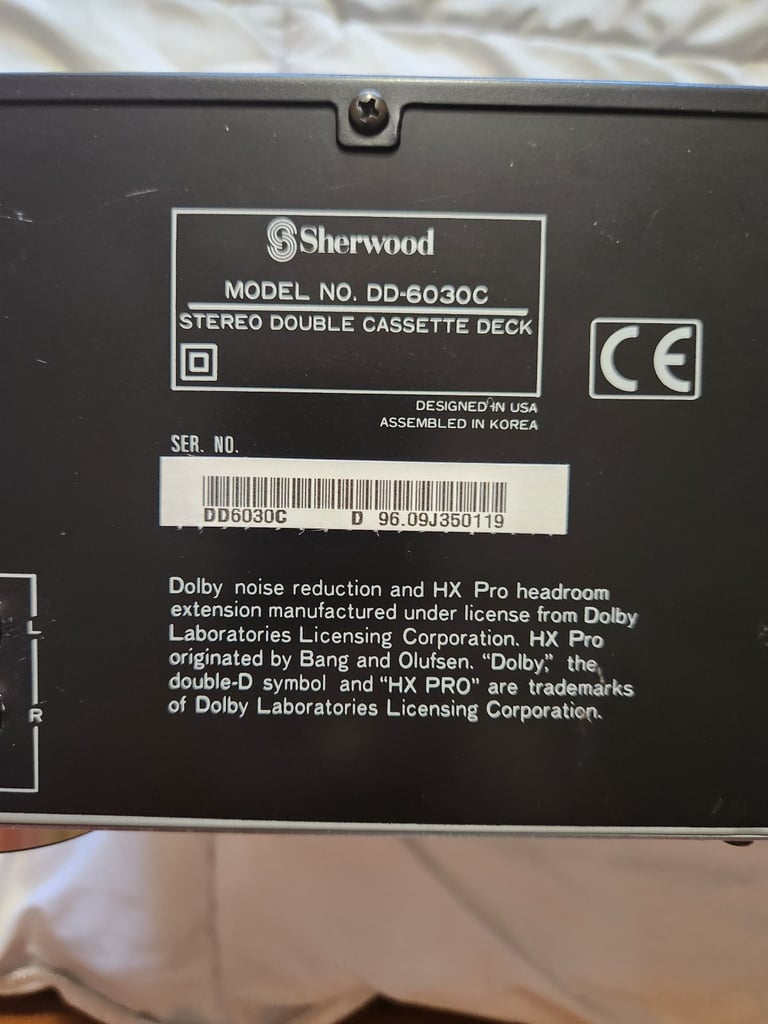 Sherwood
MODEL NO. DD-6030C
STEREO DOUBLE CASSETTE DECK
CE
DESIGNED IN USA
ASSEMBLED IN KOREA
SER. NO.
DD6030C D 96.09J350119
L
R
Dolby noise reduction and HX Pro headroom
extension manufactured under license from Dolby
Laboratories Licensing Corporation. HX Pro
originated by Bang and Olufsen. “Dolby,” the
double-D symbol and “HX PRO” are trademarks
of Dolby Laboratories Licensing Corporation.